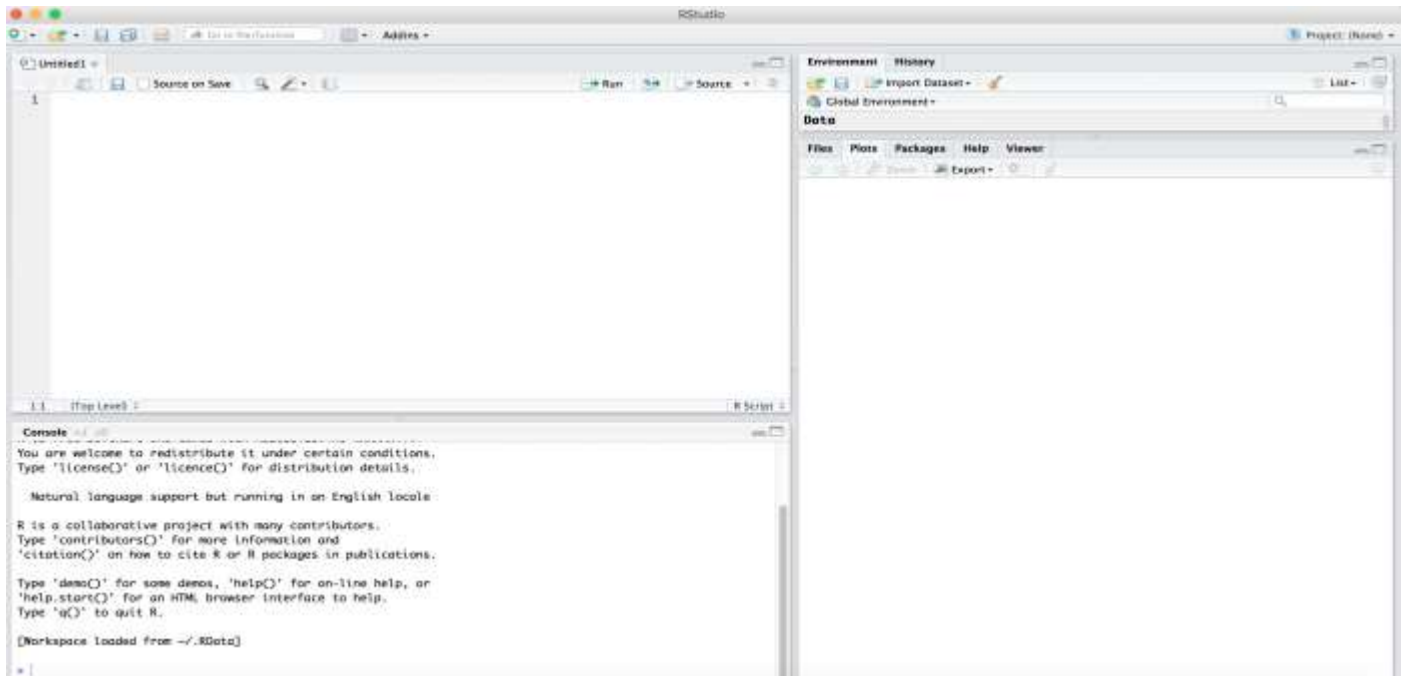 RStudio
Go to file/function Addins Project: (None)
Untitled1
Source on Save Run Source
1
1:1 (Top Level) R Script
Console
You are welcome to redistribute it under certain conditions.
Type 'license()' or 'licence()' for distribution details.
Natural language support but running in an English locale
R is a collaborative project with many contributors.
Type 'contributors()' for more information and
'citation()' on how to cite R or R packages in publications.
Type 'demo()' for some demos, 'help()' for on-line help, or
'help.start()' for an HTML browser interface to help.
Type 'q()' to quit R.
[Workspace loaded from ~/.RData]
>
Environment History
Import Dataset List
Global Environment
Data
Files Plots Packages Help Viewer
Zoom Export